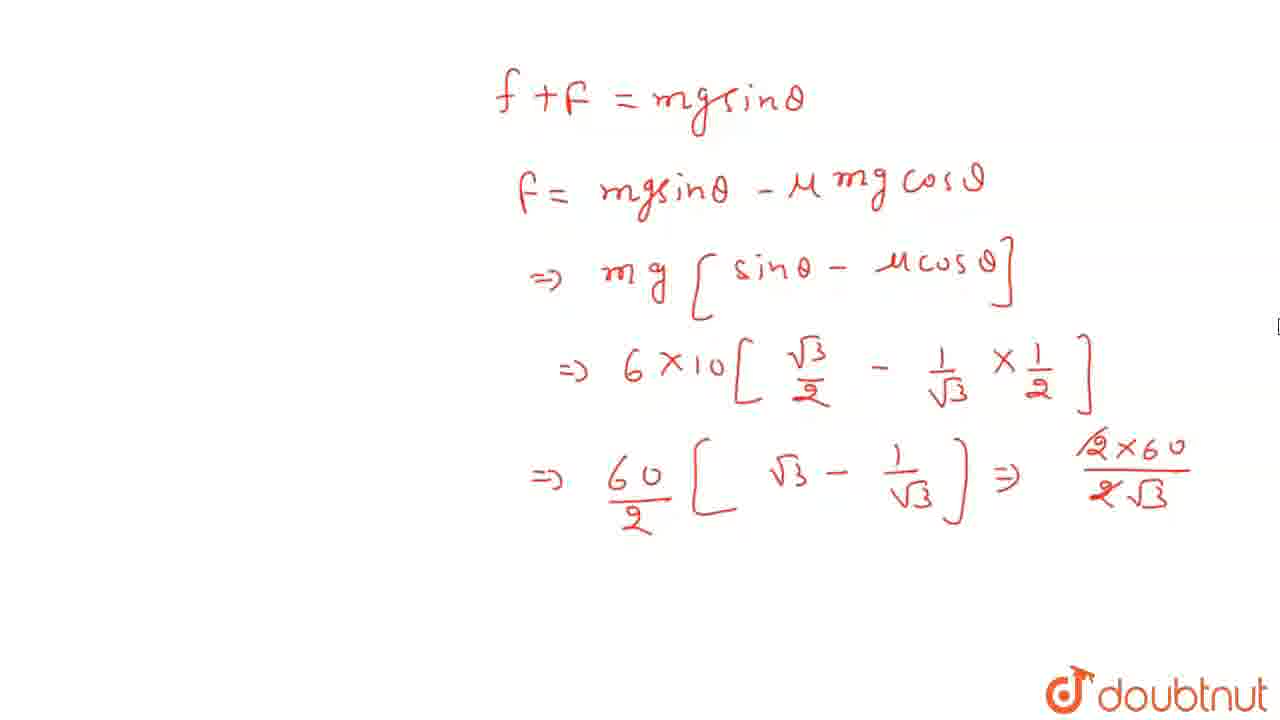 f + F = mg sinθ
F = mg sinθ - μ mg cosθ
⇒ mg [ sinθ - μ cosθ ]
⇒ 6 × 10 [ √3/2 - 1/√3 × 1/2 ]
⇒ 60/2 [ √3 - 1/√3 ] ⇒ 2×60/2√3
doubtnut